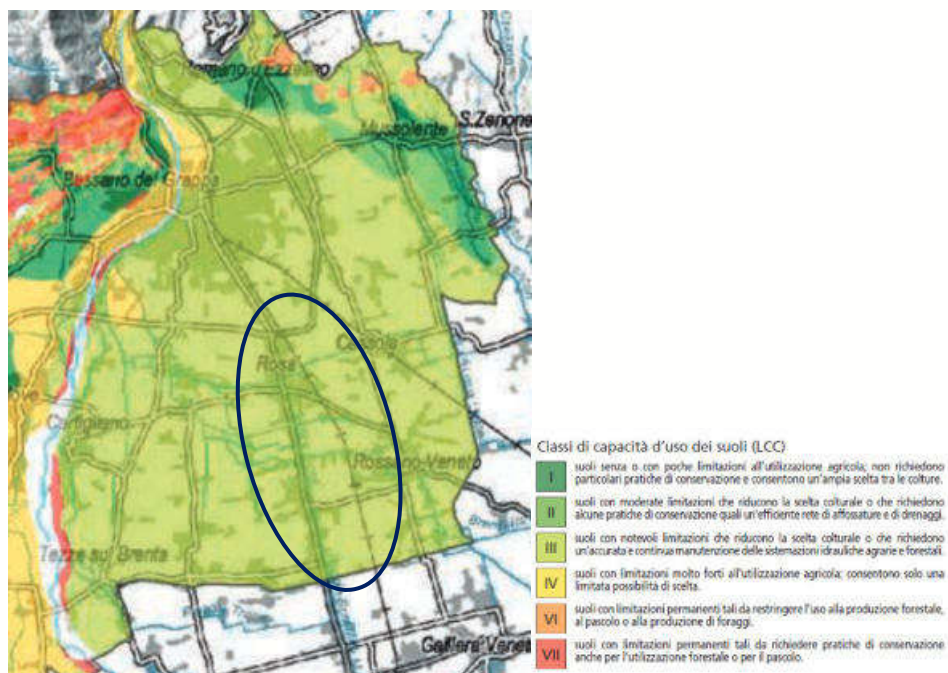 Romano d'Ezzelino
Mussolente
S.Zenone
Bassano del Grappa
Rosà
Cassola
ove
Cartigliano
Rossano Veneto
Tezze sul Brenta
Galliera Venet
Classi di capacità d'uso dei suoli (LCC)
I suoli senza o con poche limitazioni all'utilizzazione agricola; non richiedono
particolari pratiche di conservazione e consentono un'ampia scelta tra le colture.
II suoli con moderate limitazioni che riducono la scelta colturale o che richiedono
alcune pratiche di conservazione quali un'efficiente rete di affossature e di drenaggi.
III suoli con notevoli limitazioni che riducono la scelta colturale o che richiedono
un'accurata e continua manutenzione delle sistemazioni idrauliche agrarie e forestali.
IV suoli con limitazioni molto forti all'utilizzazione agricola; consentono solo una
limitata possibilità di scelta.
VI suoli con limitazioni permanenti tali da restringere l'uso alla produzione forestale,
al pascolo o alla produzione di foraggi.
VII suoli con limitazioni permanenti tali da richiedere pratiche di conservazione
anche per l'utilizzazione forestale o per il pascolo.